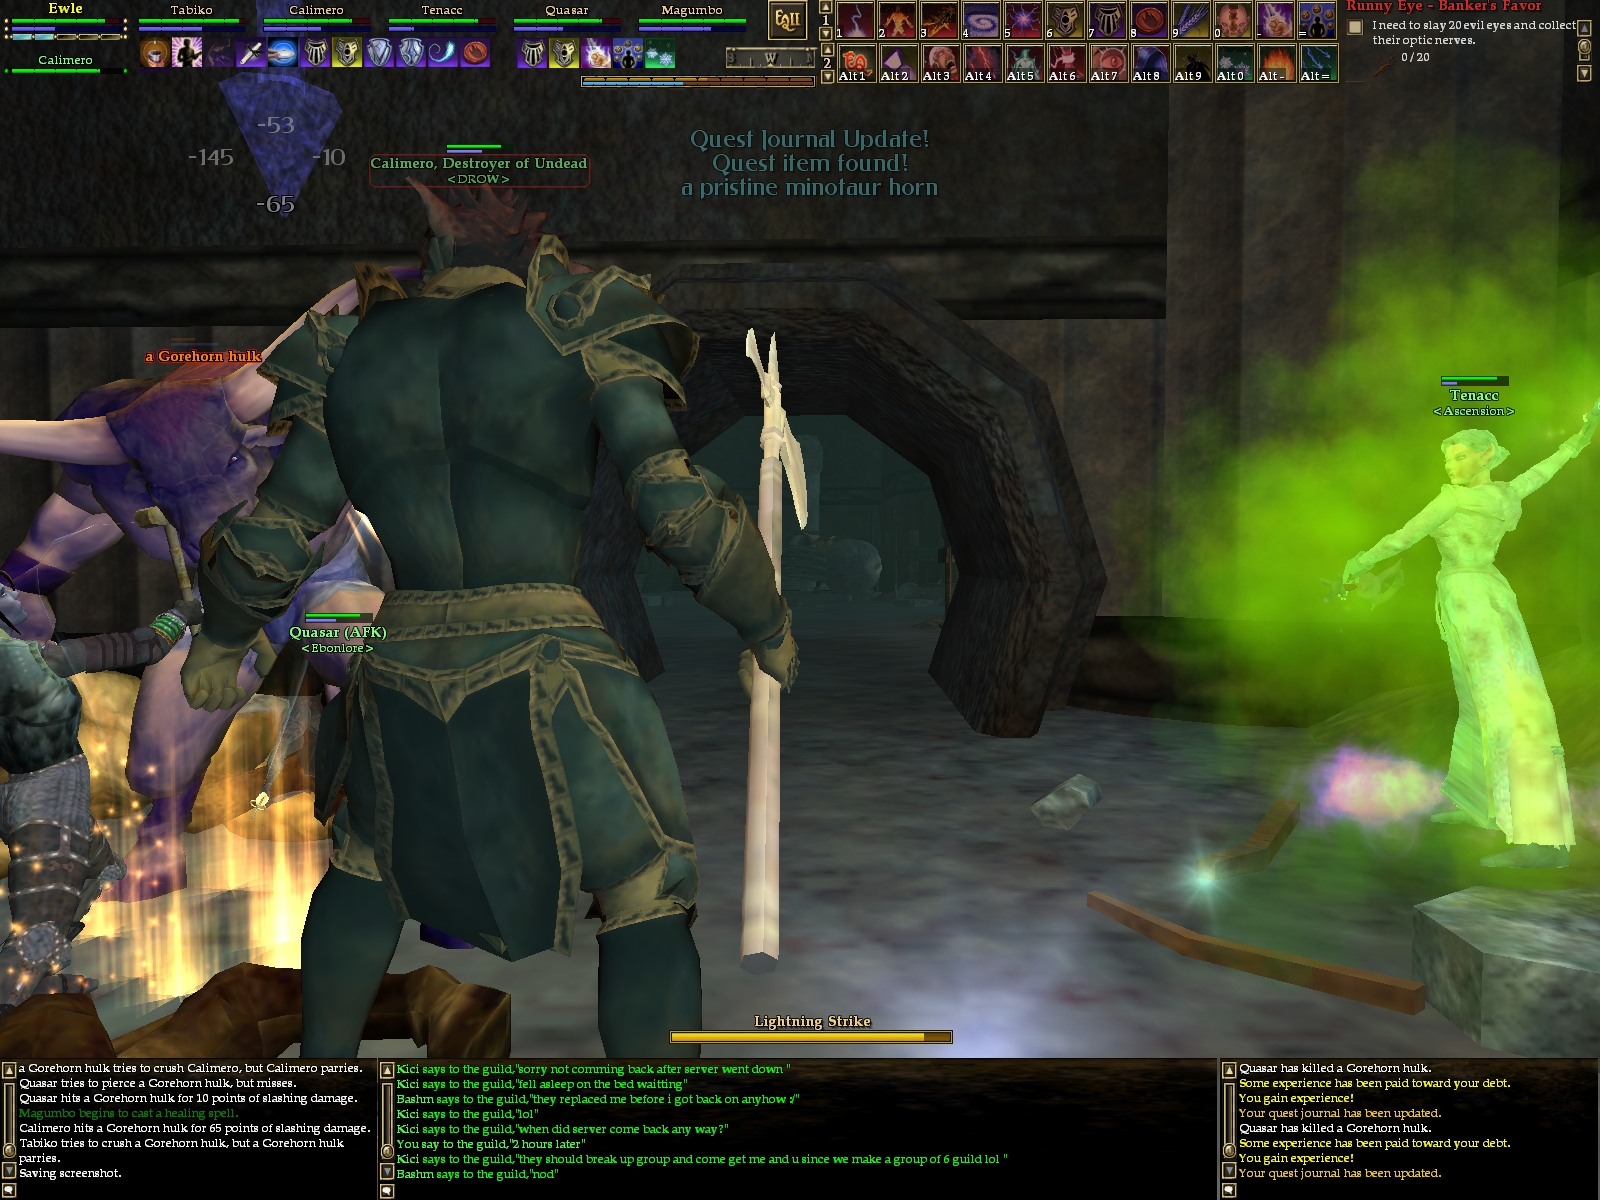 Ewle
Calimero
Tabiko
Calimero
Tenacc
Quasar
Magumbo
EQII
W
1
2
1
2
3
4
5
6
7
8
9
0
-
=
Alt1
Alt2
Alt3
Alt4
Alt5
Alt6
Alt7
Alt8
Alt9
Alt0
Alt-
Alt=
Runny Eye - Banker's Favor
I need to slay 20 evil eyes and collect
their optic nerves.
0 / 20
-53
-145
-10
-65
Calimero, Destroyer of Undead
<DROW>
Quest Journal Update!
Quest item found!
a pristine minotaur horn
a Gorehorn hulk
Tenacc
<Ascension>
Quasar (AFK)
<Ebonlore>
Lightning Strike
a Gorehorn hulk tries to crush Calimero, but Calimero parries.
Quasar tries to pierce a Gorehorn hulk, but misses.
Quasar hits a Gorehorn hulk for 10 points of slashing damage.
Magumbo begins to cast a healing spell.
Calimero hits a Gorehorn hulk for 65 points of slashing damage.
Tabiko tries to crush a Gorehorn hulk, but a Gorehorn hulk
parries.
Saving screenshot.
Kici says to the guild,"sorry not comming back after server went down "
Kici says to the guild,"fell asleep on the bed waitting"
Bashm says to the guild,"they replaced me before i got back on anyhow :/"
Kici says to the guild,"lol"
Kici says to the guild,"when did server come back any way?"
You say to the guild,"2 hours later"
Kici says to the guild,"they should break up group and come get me and u since we make a group of 6 guild lol "
Bashm says to the guild,"nod"
Quasar has killed a Gorehorn hulk.
Some experience has been paid toward your debt.
You gain experience!
Your quest journal has been updated.
Quasar has killed a Gorehorn hulk.
Some experience has been paid toward your debt.
You gain experience!
Your quest journal has been updated.